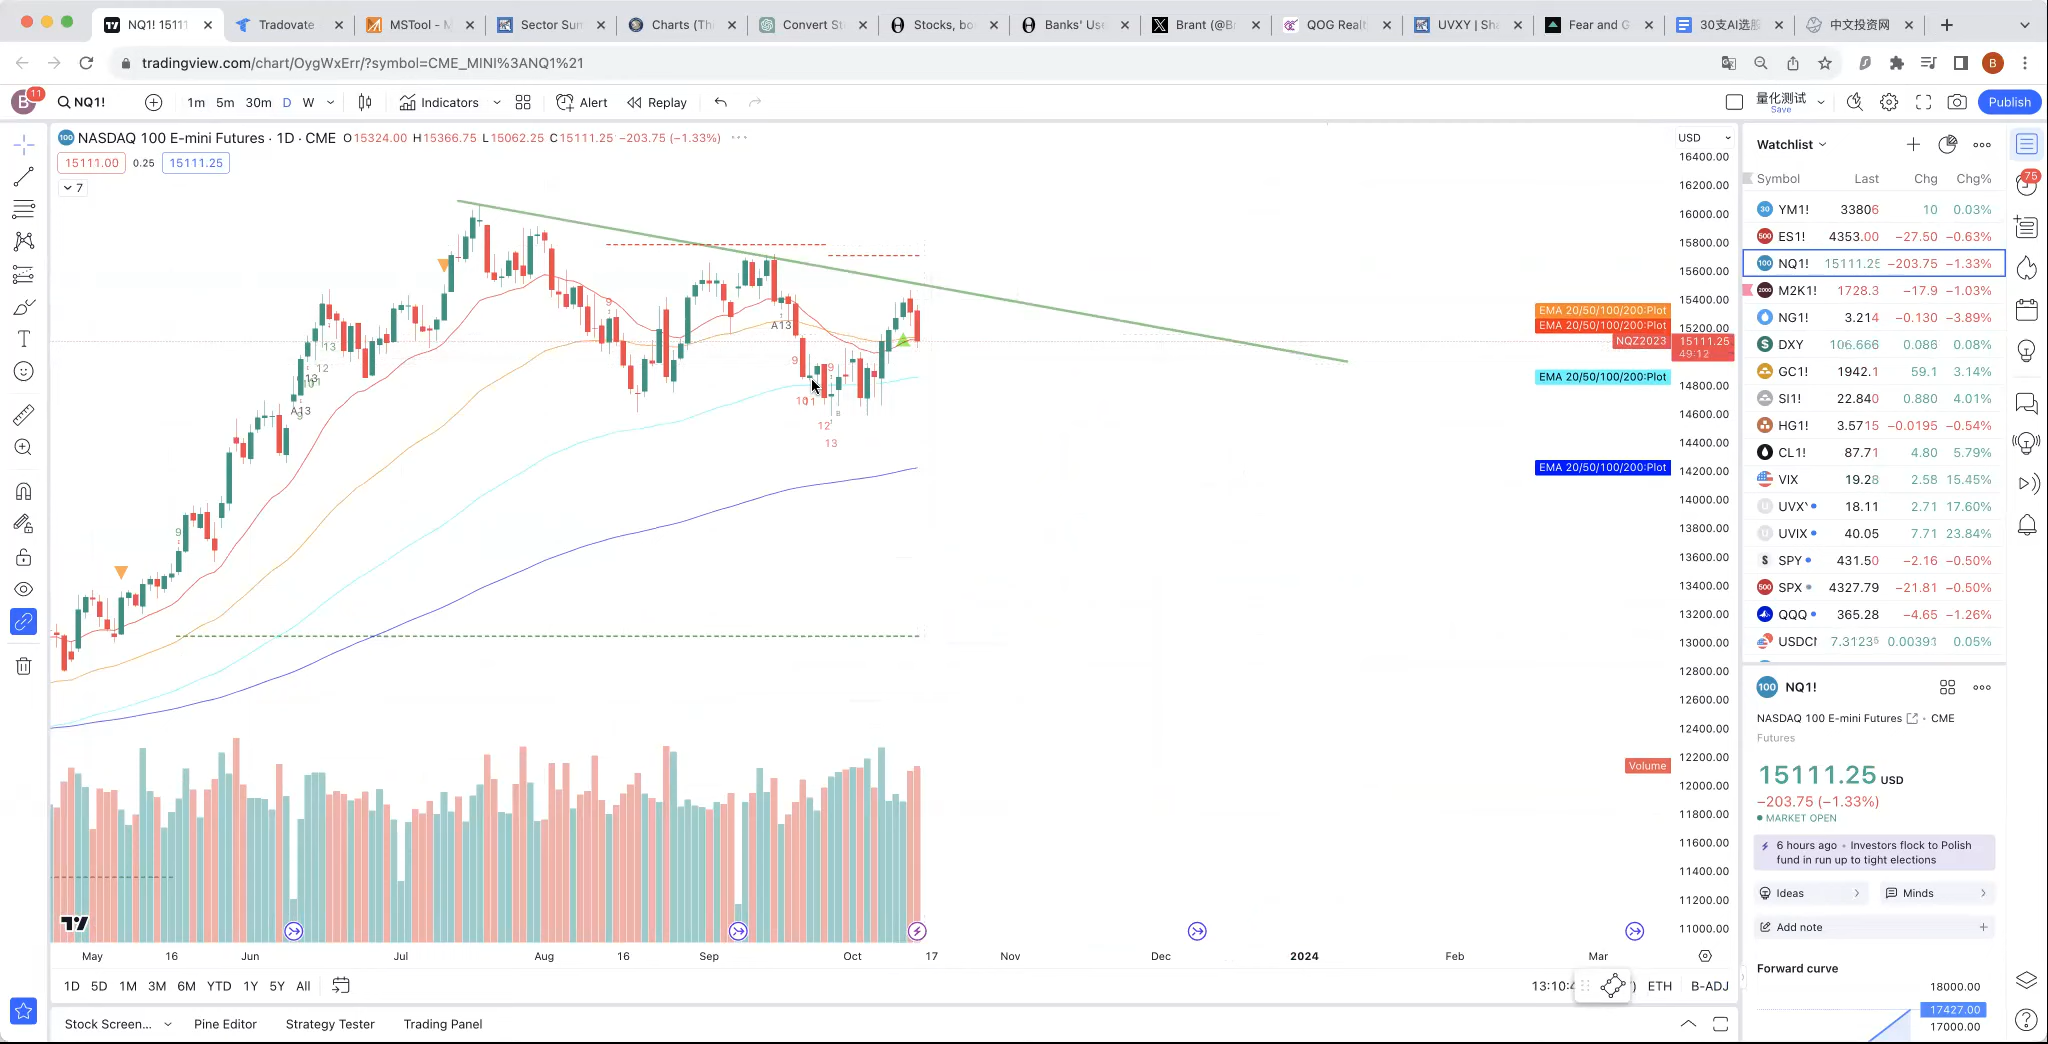 NQ1! 15111
Tradovate
MSTool - M
Sector Sum
Charts (Th
Convert St
Stocks, bo
Banks' Use
Brant (@B
QOG Realt
UVXY | Sha
Fear and G
30支AI选股
中文投资网
tradingview.com/chart/OygWxErr/?symbol=CME_MINI%3ANQ1%21
B
B
11
NQ1!
1m 5m 30m D W
Indicators
Alert
Replay
量化测试
Save
Publish
NASDAQ 100 E-mini Futures · 1D · CME O15324.00 H15366.75 L15062.25 C15111.25 −203.75 (−1.33%)
15111.00 0.25 15111.25
7
USD
16400.00
16200.00
16000.00
15800.00
15600.00
15400.00
15200.00
14800.00
14600.00
14400.00
14200.00
14000.00
13800.00
13600.00
13400.00
13200.00
13000.00
12800.00
12600.00
12400.00
12200.00
12000.00
11800.00
11600.00
11400.00
11200.00
11000.00
EMA 20/50/100/200:Plot
EMA 20/50/100/200:Plot
NQZ2023 15111.25
49:12
EMA 20/50/100/200:Plot
EMA 20/50/100/200:Plot
Volume
9
13
12
A13
9
9
A13
9
9
12
13
May 16 Jun Jul Aug 16 Sep Oct 17 Nov Dec 2024 Feb Mar
1D 5D 1M 3M 6M YTD 1Y 5Y All
13:10:4
ETH B-ADJ
Stock Screen... Pine Editor Strategy Tester Trading Panel
Watchlist
Symbol Last Chg Chg%
YM1! 33806 10 0.03%
ES1! 4353.00 −27.50 −0.63%
NQ1! 15111.25 −203.75 −1.33%
M2K1! 1728.3 −17.9 −1.03%
NG1! 3.214 −0.130 −3.89%
DXY 106.666 0.086 0.08%
GC1! 1942.1 59.1 3.14%
SI1! 22.840 0.880 4.01%
HG1! 3.5715 −0.0195 −0.54%
CL1! 87.71 4.80 5.79%
VIX 19.28 2.58 15.45%
UVXY 18.11 2.71 17.60%
UVIX 40.05 7.71 23.84%
SPY 431.50 −2.16 −0.50%
SPX 4327.79 −21.81 −0.50%
QQQ 365.28 −4.65 −1.26%
USDCN 7.3123 0.00391 0.05%
75
100 NQ1!
NASDAQ 100 E-mini Futures · CME
Futures
15111.25 USD
−203.75 (−1.33%)
MARKET OPEN
6 hours ago • Investors flock to Polish
fund in run up to tight elections
Ideas
Minds
Add note
Forward curve
18000.00
17427.00
17000.00